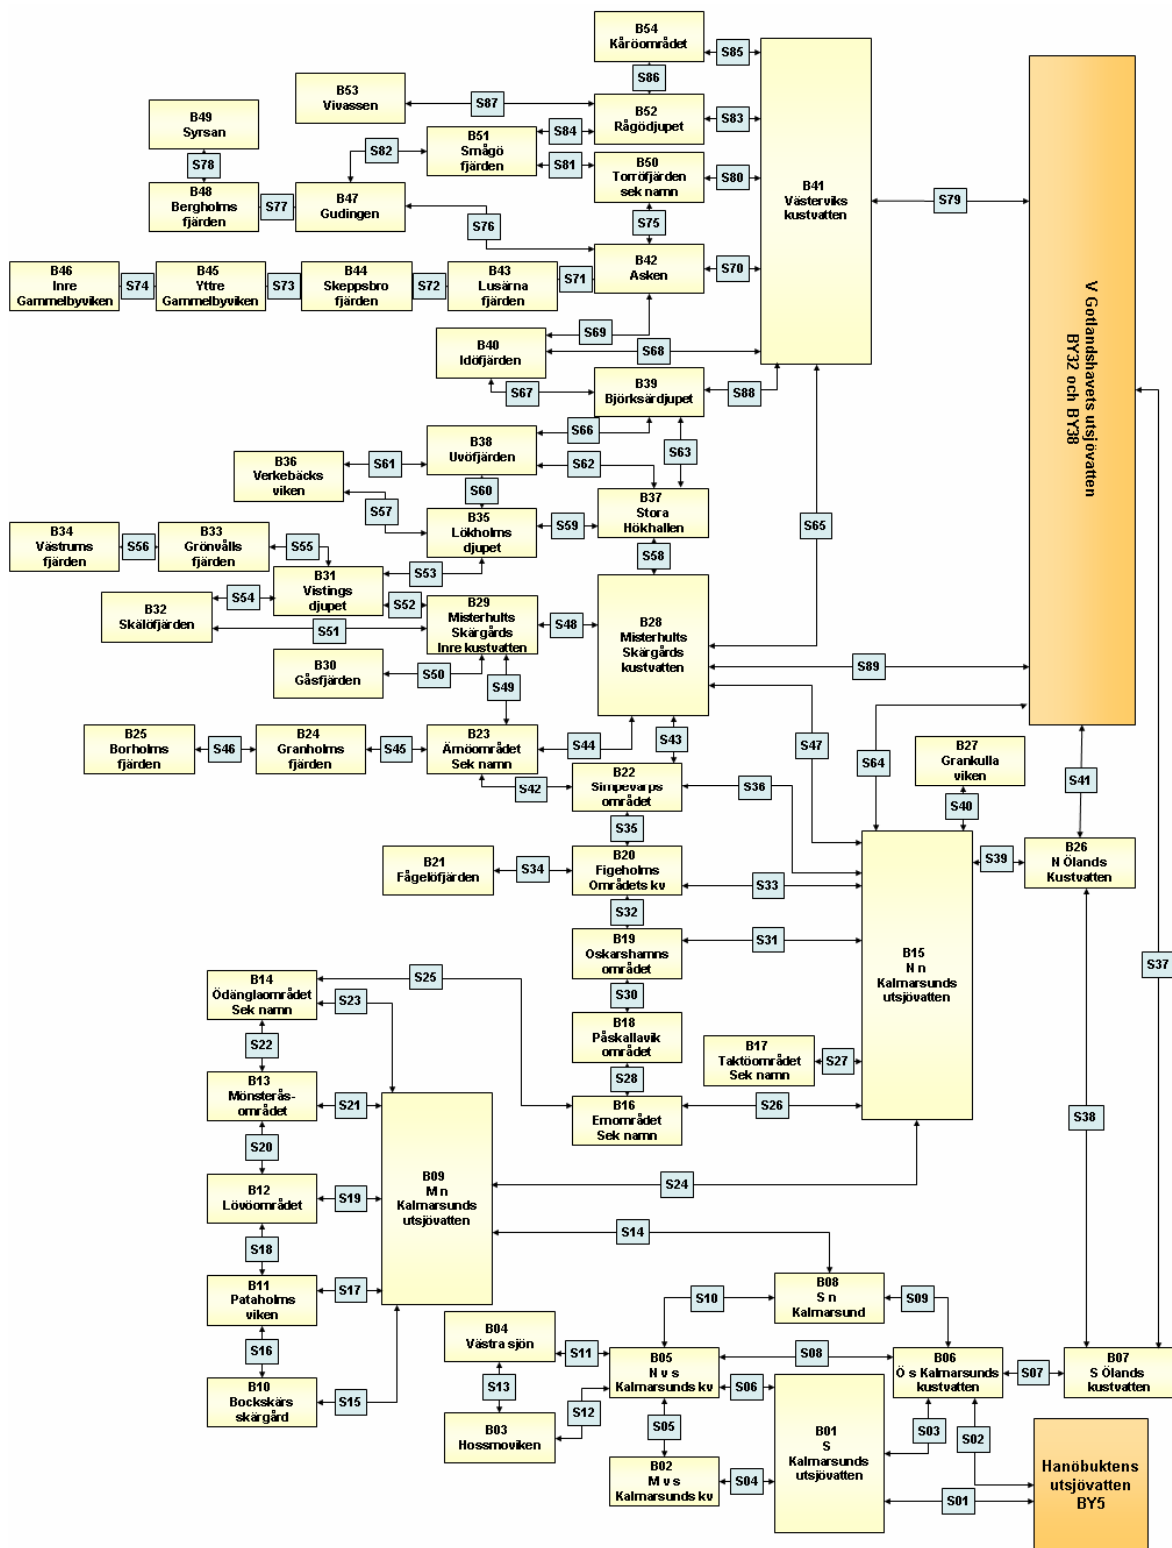 B54
Kåröområdet
S85
S86
B53
Vivassen
S87
B52
Rågödjupet
S83
B49
Syrsan
S84
B51
Smågö
fjärden
S82
S81
B50
Torröfjärden
sek namn
S80
S78
B48
Bergholms
fjärden
S77
B47
Gudingen
S76
S75
B41
Västerviks
kustvatten
S79
B46
Inre
Gammelbyviken
S74
B45
Yttre
Gammelbyviken
S73
B44
Skeppsbro
fjärden
S72
B43
Lusärna
fjärden
S71
B42
Asken
S70
V Gotlandshavets utsjövatten
BY32 och BY38
S69
B40
Idöfjärden
S68
S67
B39
Björksärdjupet
S88
S66
B38
Uvöfjärden
S63
B36
Verkebäcks
viken
S61
S62
S60
S57
B37
Stora
Hökhallen
B35
Lökholms
djupet
S59
S65
B34
Västrums
fjärden
S56
B33
Grönvålls
fjärden
S55
S58
S53
B31
Vistings
djupet
S54
S52
B32
Skälöfjärden
S51
B29
Misterhults
Skärgårds
Inre kustvatten
S48
B28
Misterhults
Skärgårds
kustvatten
B30
Gåsfjärden
S50
S49
S89
B25
Borholms
fjärden
S46
B24
Granholms
fjärden
S45
B23
Ärnöområdet
Sek namn
S44
S43
S47
S64
B27
Grankulla
viken
S41
S42
B22
Simpevarps
området
S36
S40
S35
B21
Fågelöfjärden
S34
B20
Figeholms
Områdets kv
S33
S39
B26
N Ölands
Kustvatten
S32
B19
Oskarshamns
området
S31
B15
N n
Kalmarsunds
utsjövatten
S37
B14
Ödänglaområdet
Sek namn
S25
S23
S30
S22
B18
Påskallavik
området
B17
Taktöområdet
Sek namn
S27
B13
Mönsterås-
området
S21
S28
B16
Emområdet
Sek namn
S26
S38
S20
B12
Lövöområdet
S19
B09
M n
Kalmarsunds
utsjövatten
S24
S14
S18
B11
Pataholms
viken
S17
S10
B08
S n
Kalmarsund
S09
S16
B04
Västra sjön
S11
B05
N v s
Kalmarsunds kv
S08
B06
Ö s Kalmarsunds
kustvatten
S07
B07
S Ölands
kustvatten
B10
Bockskärs
skärgård
S15
S13
S12
S06
B03
Hossmoviken
S05
B01
S
Kalmarsunds
utsjövatten
S03
S02
B02
M v s
Kalmarsunds kv
S04
Hanöbuktens
utsjövatten
BY5
S01